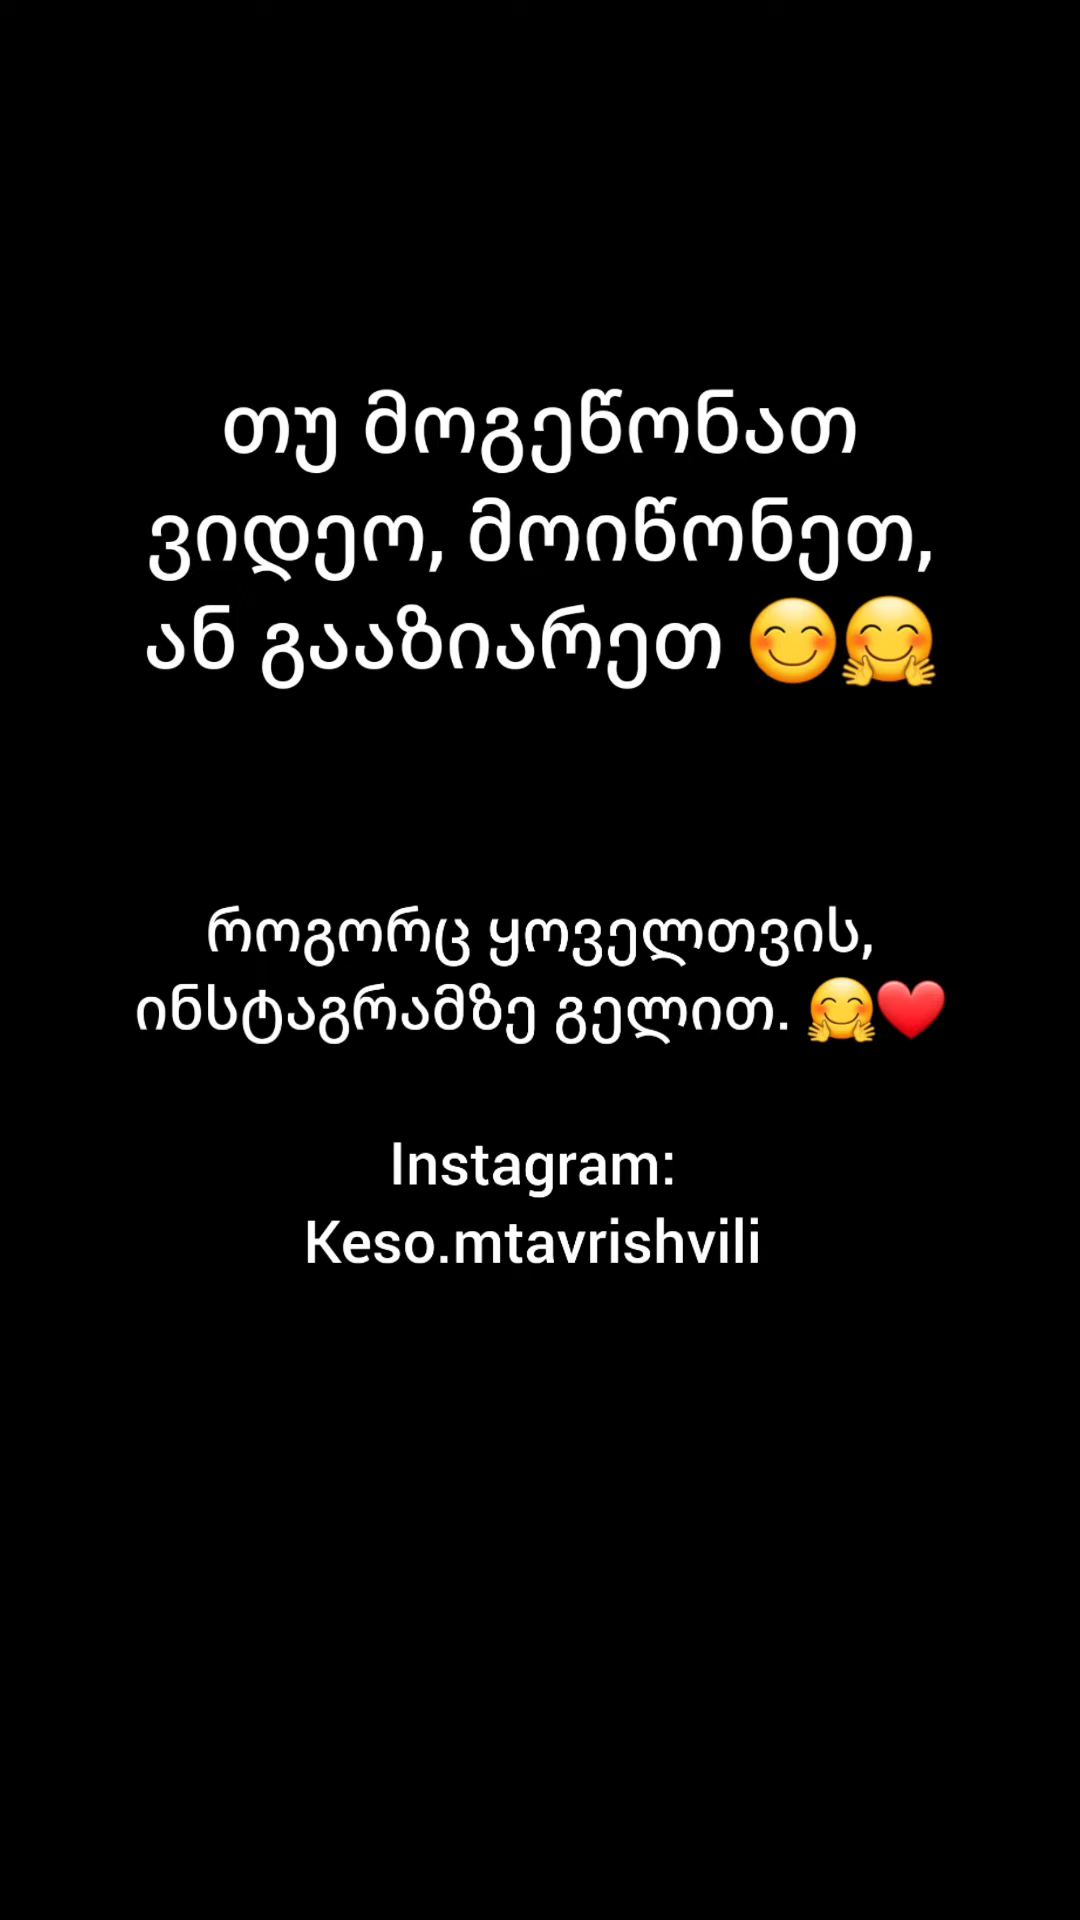 თუ მოგეწონათ
ვიდეო, მოიწონეთ,
ან გააზიარეთ 😊🤗
როგორც ყოველთვის,
ინსტაგრამზე გელით. 🤗❤️
Instagram:
Keso.mtavrishvili